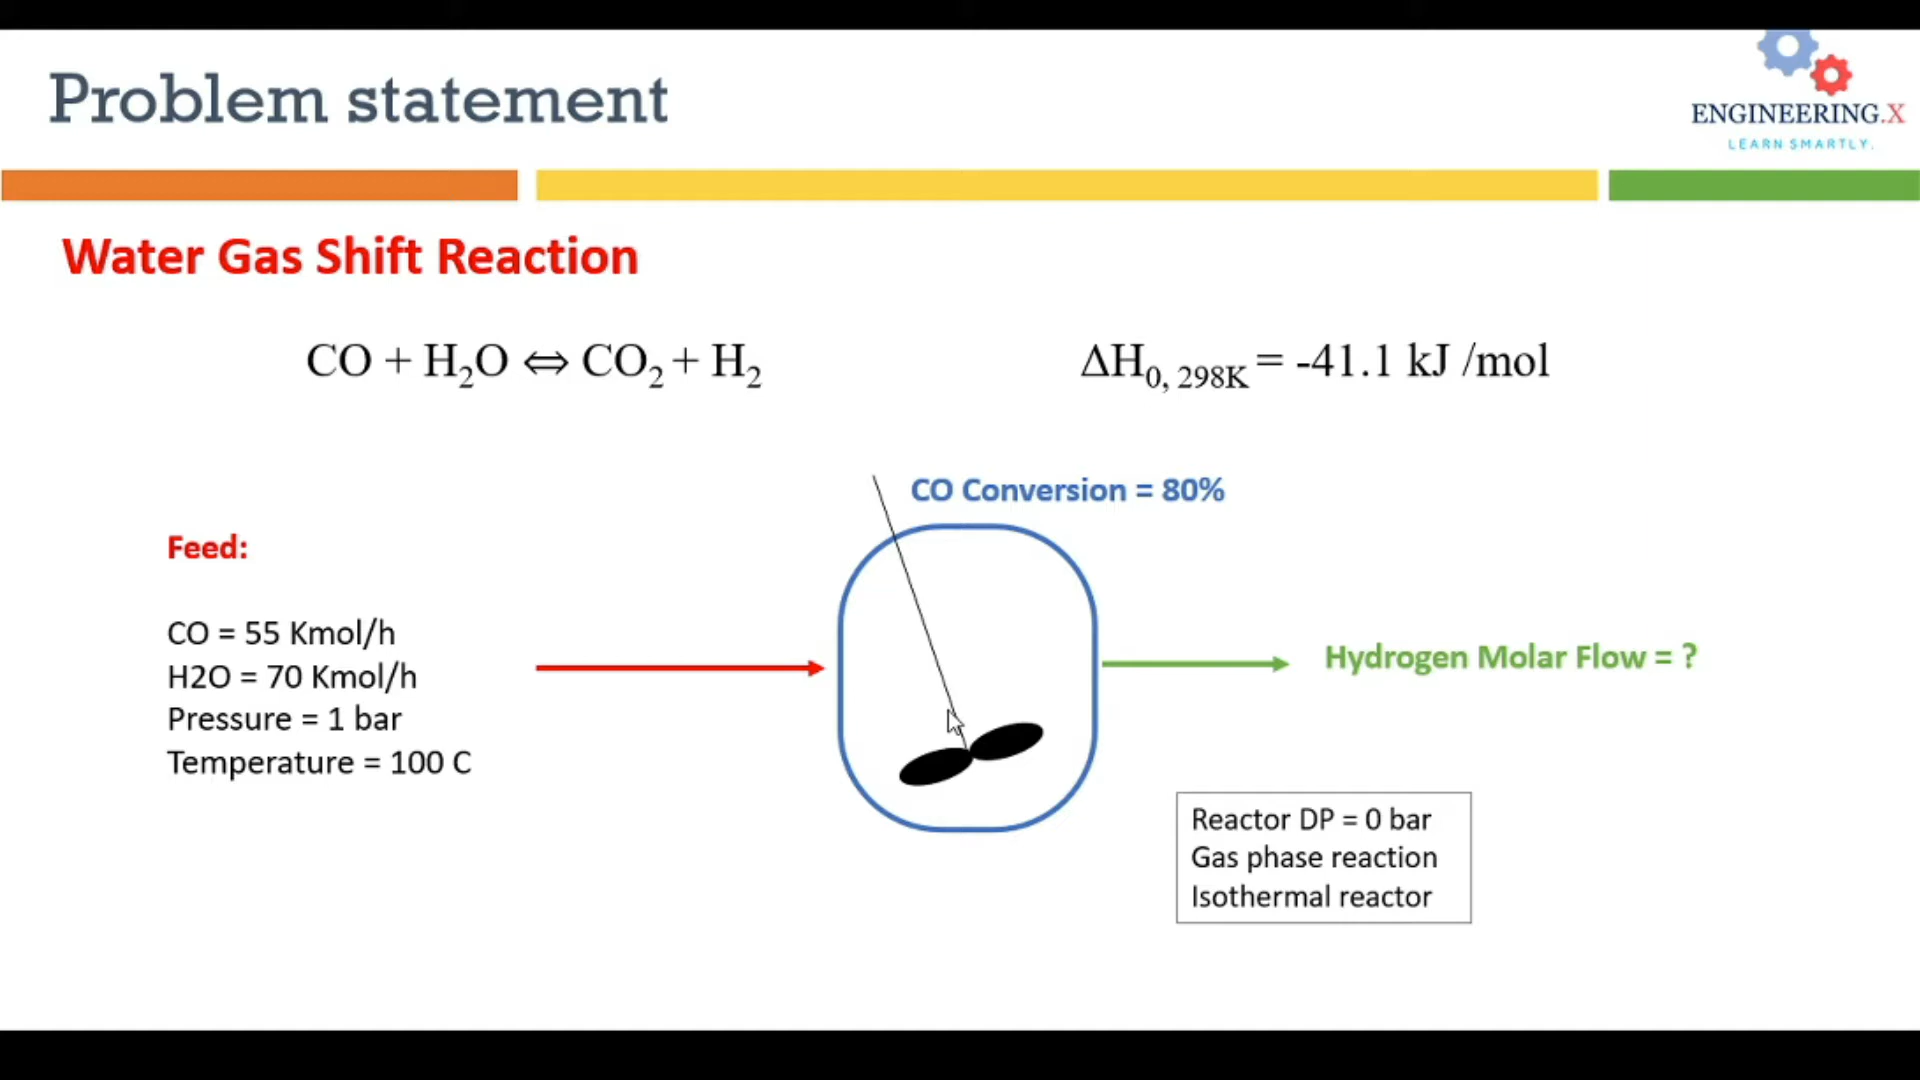 Problem statement
ENGINEERING.X
LEARN SMARTLY.
Water Gas Shift Reaction
CO + H₂O ⇔ CO₂ + H₂
ΔH₀, ₂₉₈K = -41.1 kJ /mol
CO Conversion = 80%
Feed:
CO = 55 Kmol/h
H2O = 70 Kmol/h
Pressure = 1 bar
Temperature = 100 C
Hydrogen Molar Flow = ?
Reactor DP = 0 bar
Gas phase reaction
Isothermal reactor